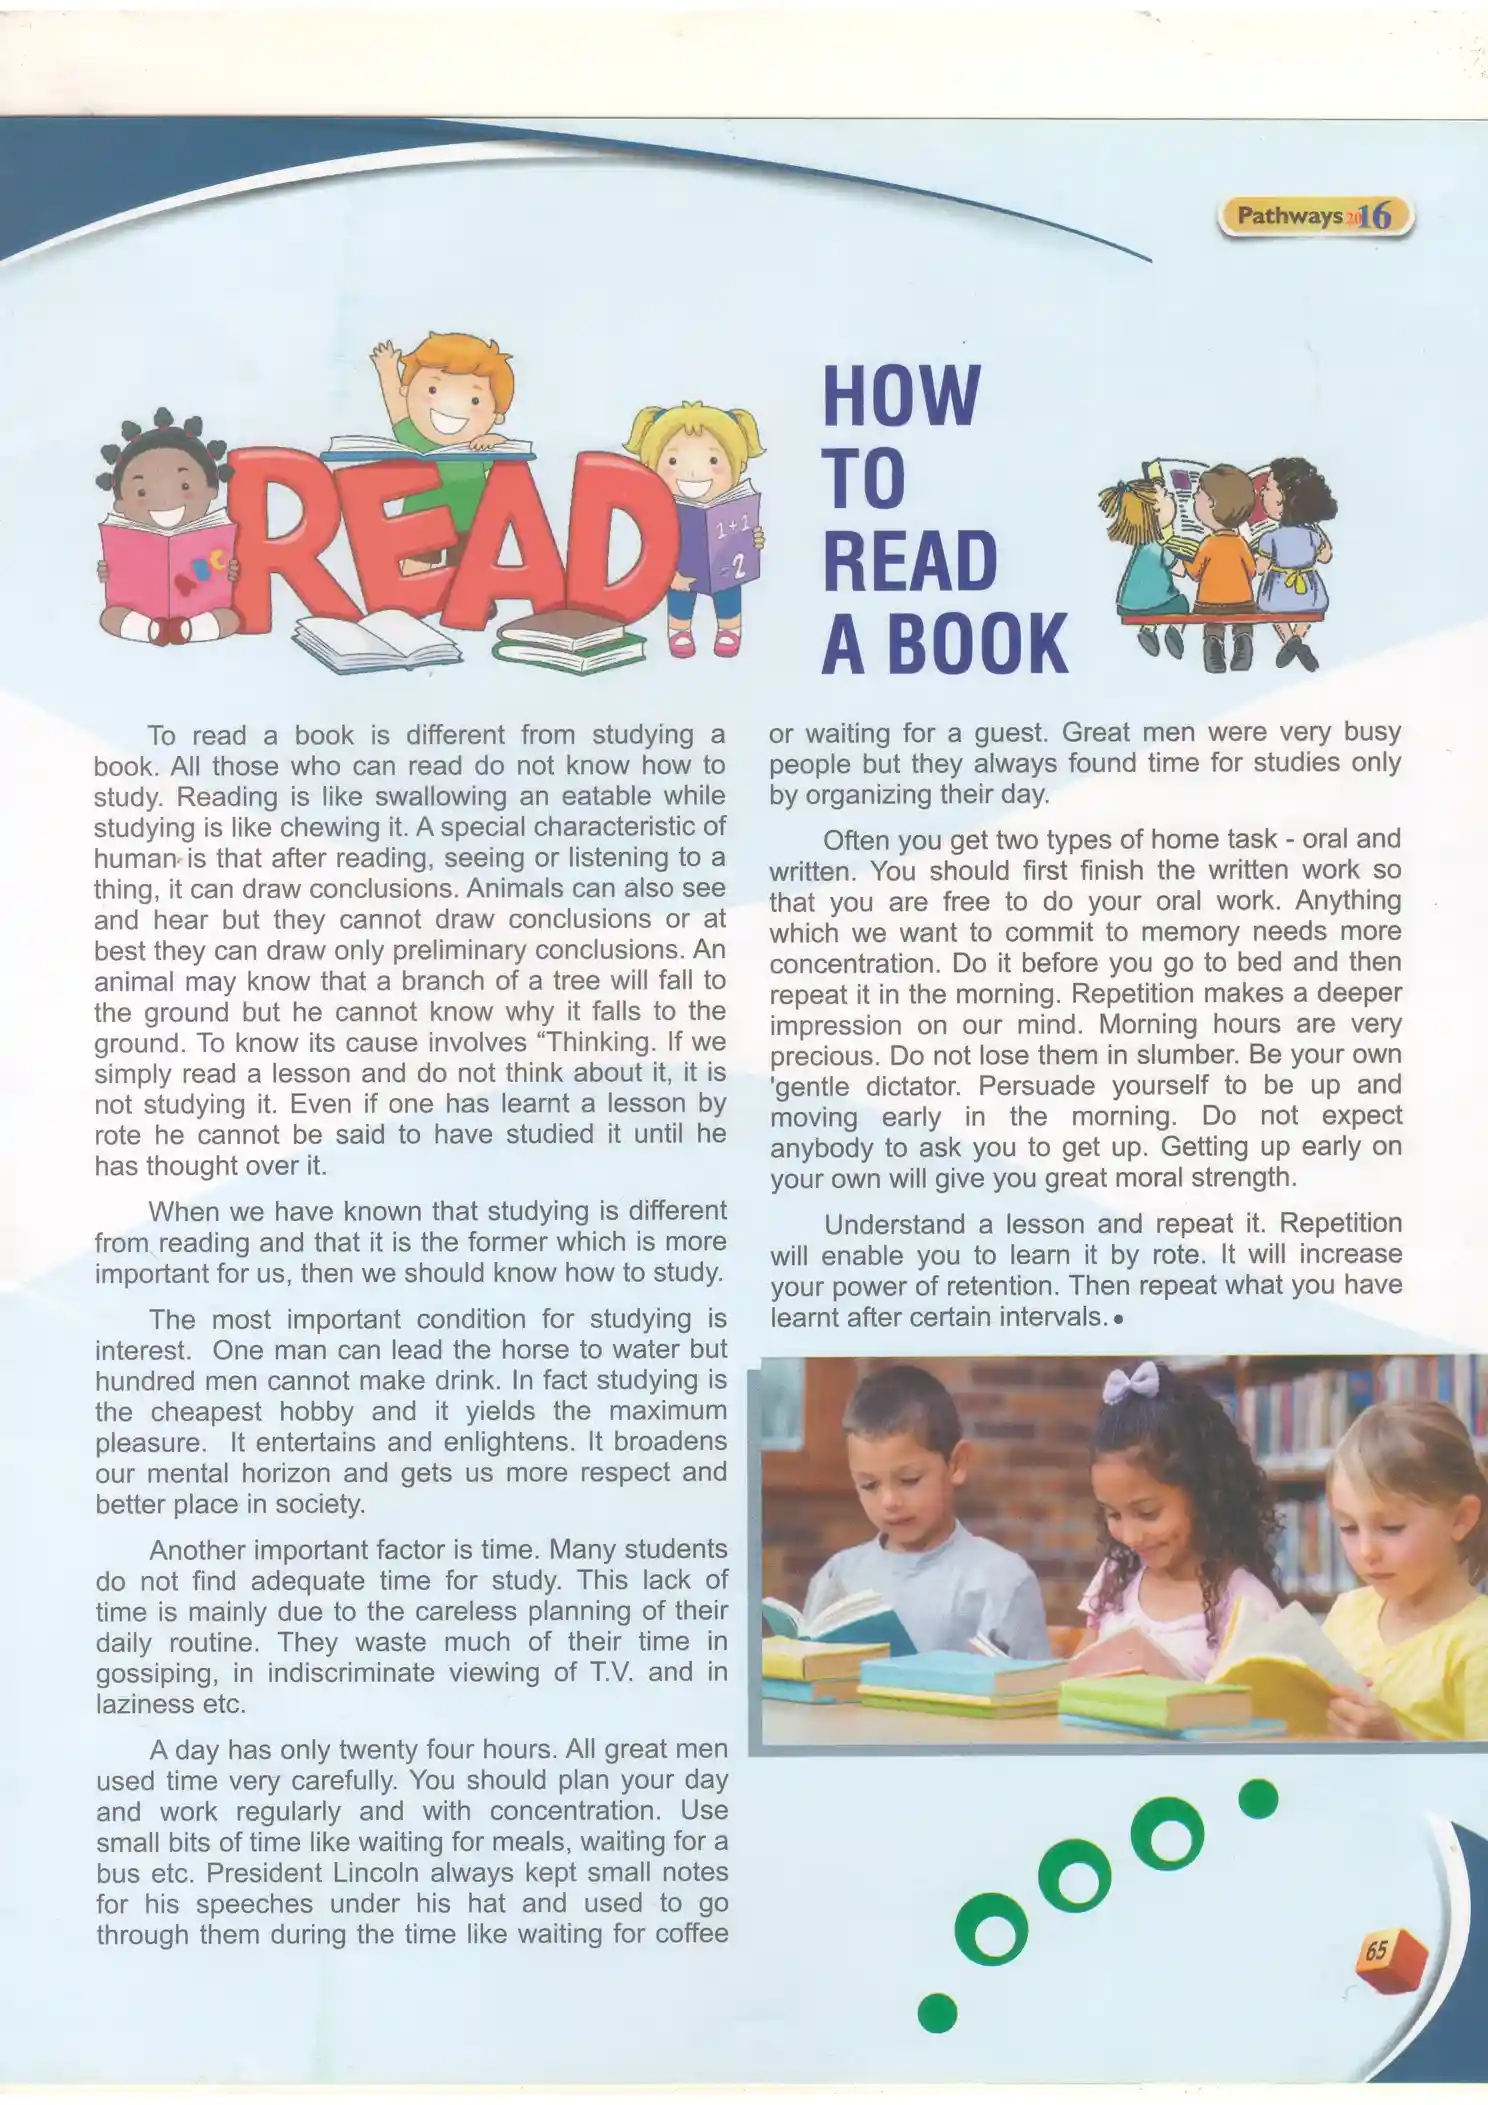 Pathways 2016
READ
ABC
1+1
=2
HOW
TO
READ
A BOOK
To read a book is different from studying a
book. All those who can read do not know how to
study. Reading is like swallowing an eatable while
studying is like chewing it. A special characteristic of
human is that after reading, seeing or listening to a
thing, it can draw conclusions. Animals can also see
and hear but they cannot draw conclusions or at
best they can draw only preliminary conclusions. An
animal may know that a branch of a tree will fall to
the ground but he cannot know why it falls to the
ground. To know its cause involves “Thinking. If we
simply read a lesson and do not think about it, it is
not studying it. Even if one has learnt a lesson by
rote he cannot be said to have studied it until he
has thought over it.
When we have known that studying is different
from reading and that it is the former which is more
important for us, then we should know how to study.
The most important condition for studying is
interest. One man can lead the horse to water but
hundred men cannot make drink. In fact studying is
the cheapest hobby and it yields the maximum
pleasure. It entertains and enlightens. It broadens
our mental horizon and gets us more respect and
better place in society.
Another important factor is time. Many students
do not find adequate time for study. This lack of
time is mainly due to the careless planning of their
daily routine. They waste much of their time in
gossiping, in indiscriminate viewing of T.V. and in
laziness etc.
A day has only twenty four hours. All great men
used time very carefully. You should plan your day
and work regularly and with concentration. Use
small bits of time like waiting for meals, waiting for a
bus etc. President Lincoln always kept small notes
for his speeches under his hat and used to go
through them during the time like waiting for coffee
or waiting for a guest. Great men were very busy
people but they always found time for studies only
by organizing their day.
Often you get two types of home task - oral and
written. You should first finish the written work so
that you are free to do your oral work. Anything
which we want to commit to memory needs more
concentration. Do it before you go to bed and then
repeat it in the morning. Repetition makes a deeper
impression on our mind. Morning hours are very
precious. Do not lose them in slumber. Be your own
'gentle dictator. Persuade yourself to be up and
moving early in the morning. Do not expect
anybody to ask you to get up. Getting up early on
your own will give you great moral strength.
Understand a lesson and repeat it. Repetition
will enable you to learn it by rote. It will increase
your power of retention. Then repeat what you have
learnt after certain intervals. •
65